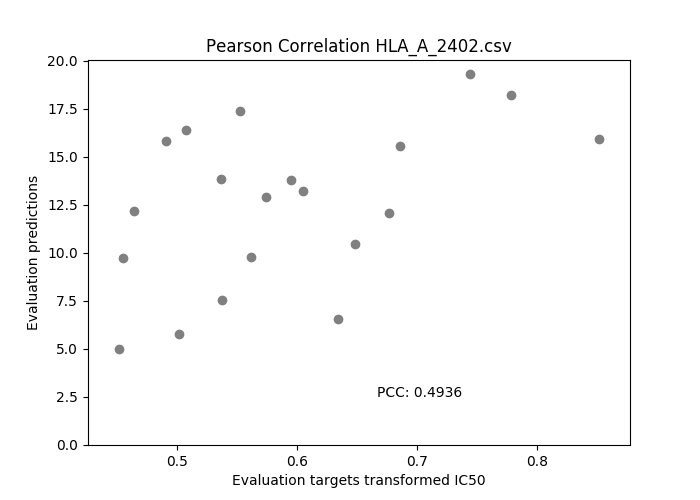 Pearson Correlation HLA_A_2402.csv
20.0
17.5
15.0
12.5
10.0
7.5
5.0
2.5
0.0
Evaluation predictions
PCC: 0.4936
0.5 0.6 0.7 0.8
Evaluation targets transformed IC50